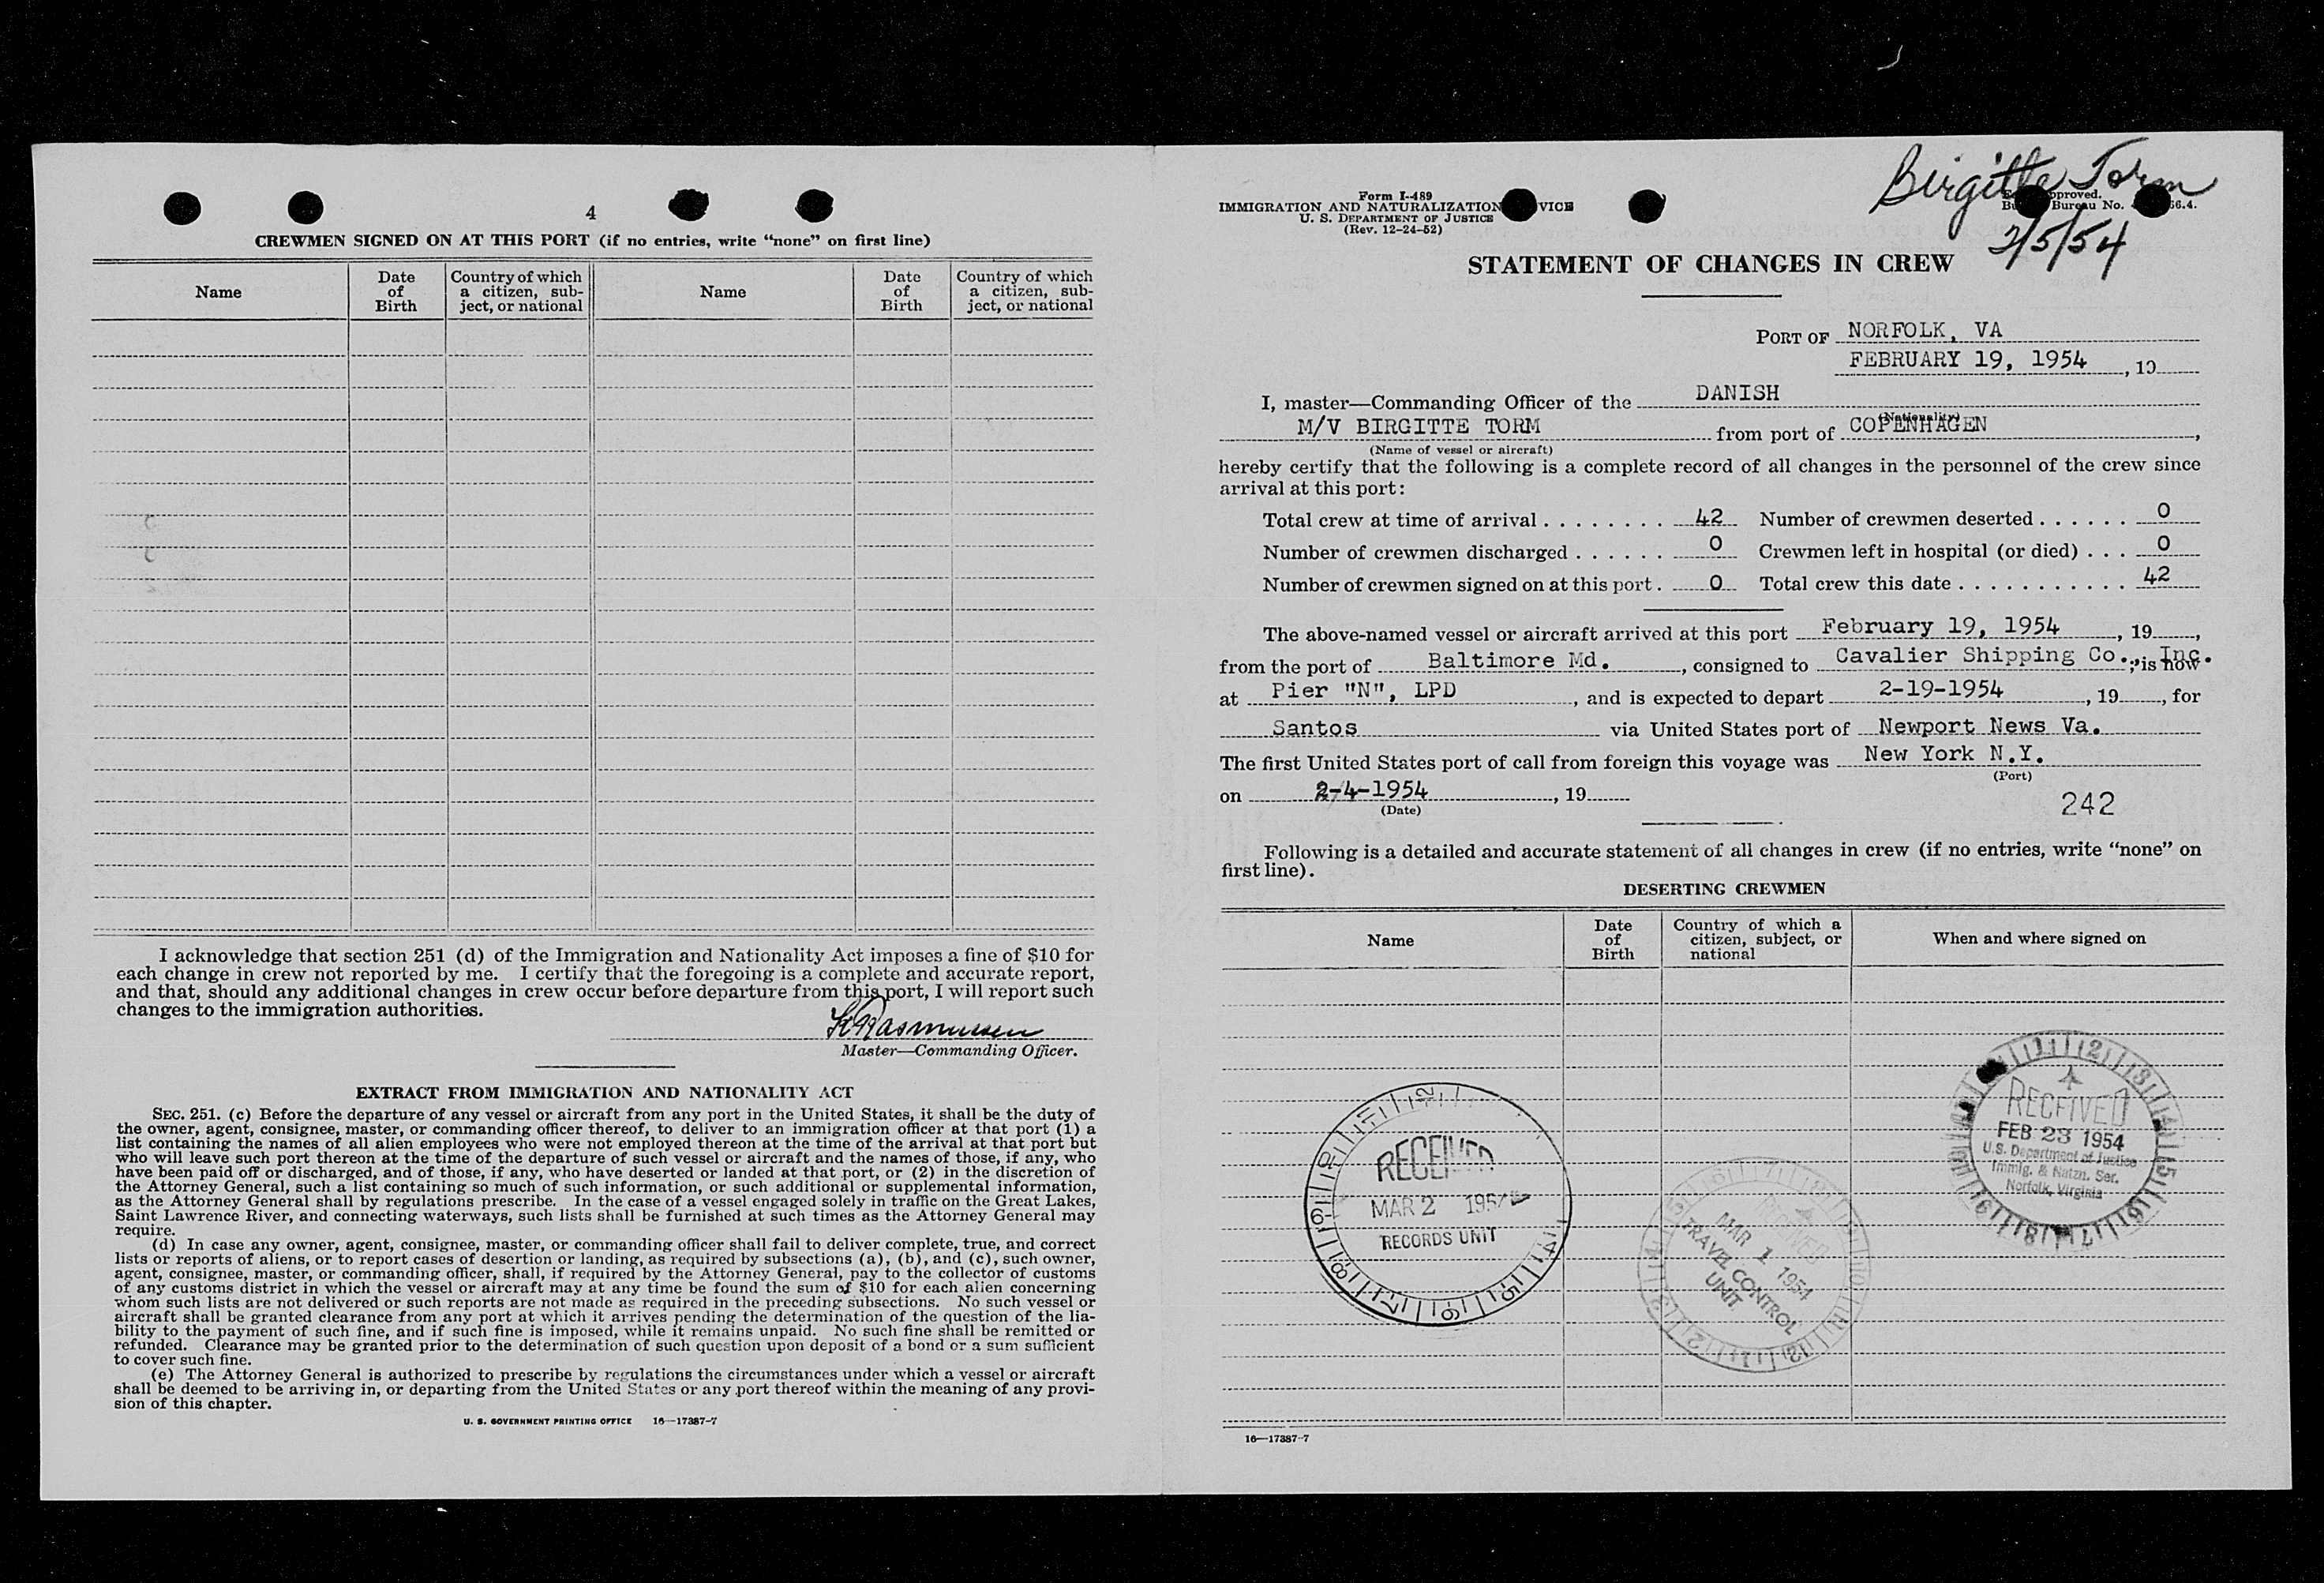 4
CREWMEN SIGNED ON AT THIS PORT (if no entries, write “none” on first line)
Name
Date of Birth
Country of which a citizen, subject, or national
Name
Date of Birth
Country of which a citizen, subject, or national
I acknowledge that section 251 (d) of the Immigration and Nationality Act imposes a fine of $10 for
each change in crew not reported by me. I certify that the foregoing is a complete and accurate report,
and that, should any additional changes in crew occur before departure from this port, I will report such
changes to the immigration authorities.
Rasmussen
Master—Commanding Officer.
EXTRACT FROM IMMIGRATION AND NATIONALITY ACT
SEC. 251. (c) Before the departure of any vessel or aircraft from any port in the United States, it shall be the duty of
the owner, agent, consignee, master, or commanding officer thereof, to deliver to an immigration officer at that port (1) a
list containing the names of all alien employees who were not employed thereon at the time of the arrival at that port but
who will leave such port thereon at the time of the departure of such vessel or aircraft and the names of those, if any, who
have been paid off or discharged, and of those, if any, who have deserted or landed at that port, or (2) in the discretion of
the Attorney General, such a list containing so much of such information, or such additional or supplemental information,
as the Attorney General shall by regulations prescribe. In the case of a vessel engaged solely in traffic on the Great Lakes,
Saint Lawrence River, and connecting waterways, such lists shall be furnished at such times as the Attorney General may
require.
(d) In case any owner, agent, consignee, master, or commanding officer shall fail to deliver complete, true, and correct
lists or reports of aliens, or to report cases of desertion or landing, as required by subsections (a), (b), and (c), such owner,
agent, consignee, master, or commanding officer, shall, if required by the Attorney General, pay to the collector of customs
of any customs district in which the vessel or aircraft may at any time be found the sum of $10 for each alien concerning
whom such lists are not delivered or such reports are not made as required in the preceding subsections. No such vessel or
aircraft shall be granted clearance from any port at which it arrives pending the determination of the question of the lia-
bility to the payment of such fine, and if such fine is imposed, while it remains unpaid. No such fine shall be remitted or
refunded. Clearance may be granted prior to the determination of such question upon deposit of a bond or a sum sufficient
to cover such fine.
(e) The Attorney General is authorized to prescribe by regulations the circumstances under which a vessel or aircraft
shall be deemed to be arriving in, or departing from the United States or any port thereof within the meaning of any provi-
sion of this chapter.
U. S. GOVERNMENT PRINTING OFFICE 16—17387-7
Form I-489
IMMIGRATION AND NATURALIZATION VICE
U. S. DEPARTMENT OF JUSTICE
(Rev. 12-24-52)
Birgitte Torm
pproved.
Bu Bureau No. 66.4.
2/5/54
STATEMENT OF CHANGES IN CREW
PORT OF NORFOLK, VA
FEBRUARY 19, 1954, 19
I, master—Commanding Officer of the DANISH
(Nationality)
M/V BIRGITTE TORM from port of COPENHAGEN,
(Name of vessel or aircraft)
hereby certify that the following is a complete record of all changes in the personnel of the crew since
arrival at this port:
Total crew at time of arrival . . . . . . . . 42 Number of crewmen deserted . . . . . . 0
Number of crewmen discharged . . . . . . 0 Crewmen left in hospital (or died) . . . 0
Number of crewmen signed on at this port . 0 Total crew this date . . . . . . . . . . . 42
The above-named vessel or aircraft arrived at this port February 19, 1954, 19,
from the port of Baltimore Md., consigned to Cavalier Shipping Co., Inc.; is now
at Pier "N", LPD, and is expected to depart 2-19-1954, 19, for
Santos via United States port of Newport News Va.
The first United States port of call from foreign this voyage was New York N.Y.
(Port)
on 2-4-1954, 19
(Date)
242
Following is a detailed and accurate statement of all changes in crew (if no entries, write “none” on
first line).
DESERTING CREWMEN
Name
Date of Birth
Country of which a citizen, subject, or national
When and where signed on
RECEIVED
FEB 23 1954
U.S. Department of Justice
Immig. & Natzn. Ser.
Norfolk, Virginia
RECEIVED
MAR 2 1954
RECORDS UNIT
RECEIVED
MAR 1 1954
TRAVEL CONTROL
UNIT
16—17387-7